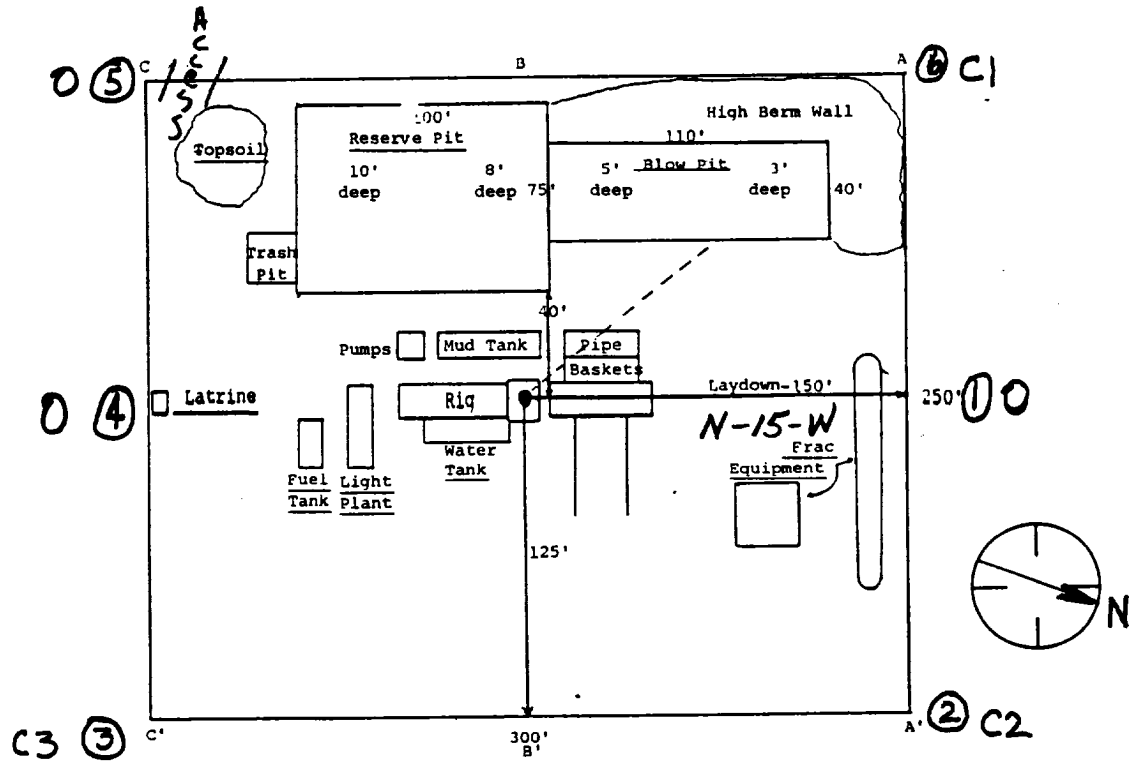 Access
0 5 C B A 6 C1
100'
Reserve Pit
High Berm Wall
110'
Topsoil
10'
deep
8'
deep
75'
5'
deep
Blow Pit
3'
deep
40'
Trash
Pit
40'
Pumps
Mud Tank
Pipe
Baskets
0 4
Latrine
Rig
Laydown-150'
250'
1 0
N-15-W
Water
Tank
Frac
Equipment
Fuel
Tank
Light
Plant
125'
N
C3 3 C'
300'
B'
A' 2 C2